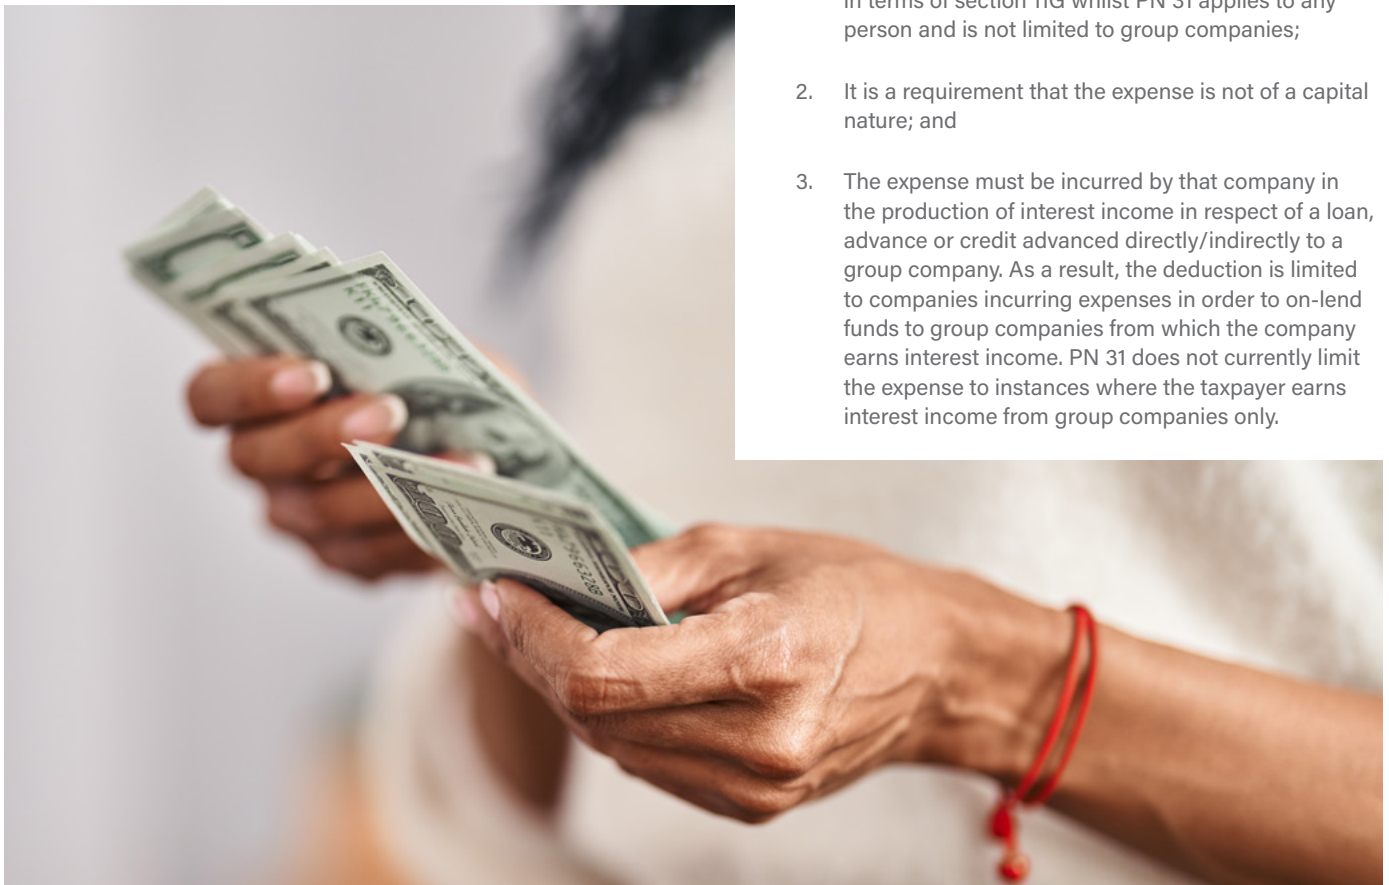 in terms of section 11G whilst PN 31 applies to any
person and is not limited to group companies;
2. It is a requirement that the expense is not of a capital
nature; and
3. The expense must be incurred by that company in
the production of interest income in respect of a loan,
advance or credit advanced directly/indirectly to a
group company. As a result, the deduction is limited
to companies incurring expenses in order to on-lend
funds to group companies from which the company
earns interest income. PN 31 does not currently limit
the expense to instances where the taxpayer earns
interest income from group companies only.